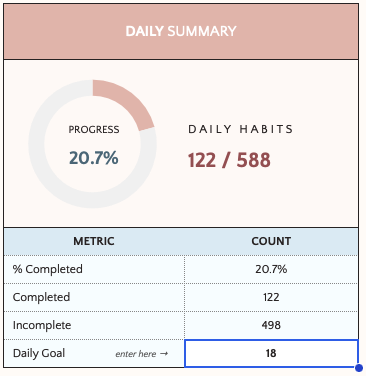 DAILY SUMMARY
PROGRESS
20.7%
DAILY HABITS
122 / 588
METRIC COUNT
% Completed 20.7%
Completed 122
Incomplete 498
Daily Goal enter here → 18